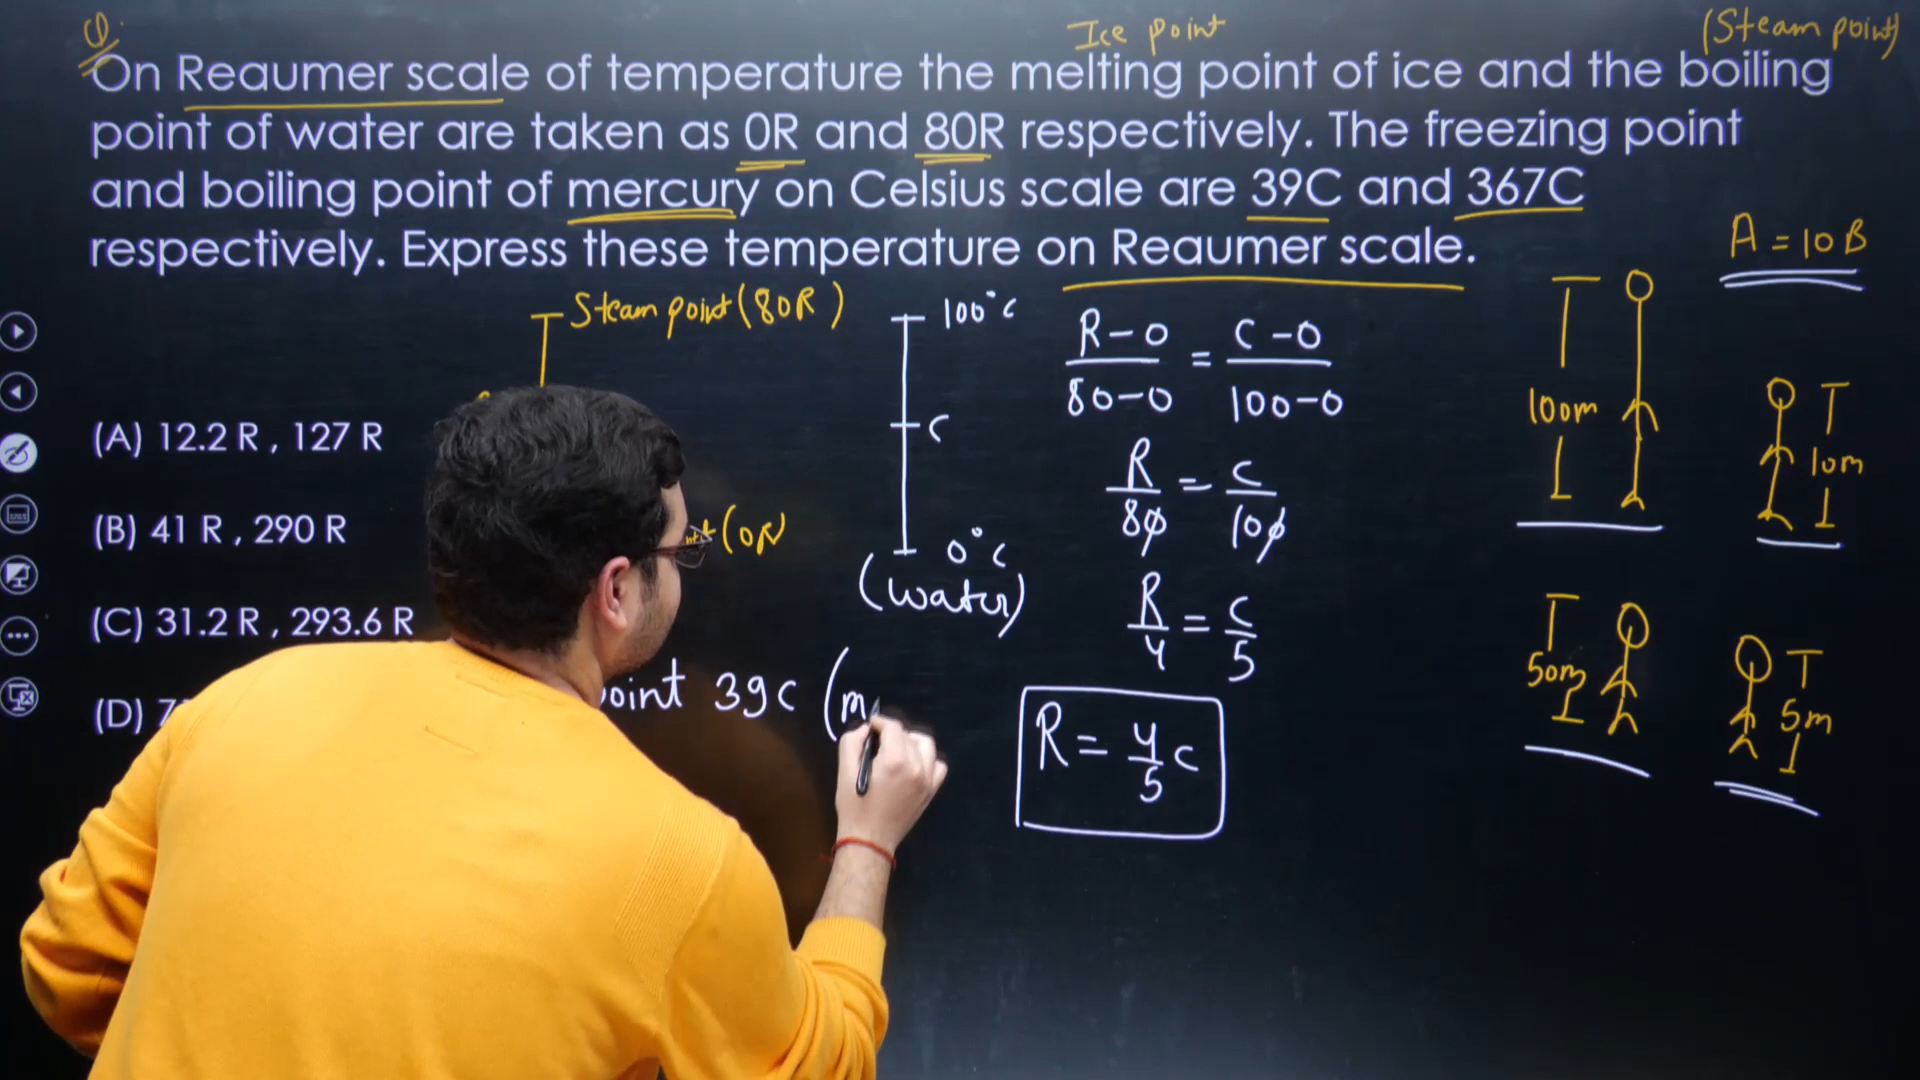 Q.
Ice point
(Steam point)
On Reaumer scale of temperature the melting point of ice and the boiling
point of water are taken as 0R and 80R respectively. The freezing point
and boiling point of mercury on Celsius scale are 39C and 367C
respectively. Express these temperature on Reaumer scale.
(A) 12.2 R , 127 R
(B) 41 R , 290 R
(C) 31.2 R , 293.6 R
(D)
Steam point (80R)
(0R
100°C
C
0°C
(water)
point 39C (m
R-0/80-0 = C-0/100-0
R/80 = C/100
R/4 = C/5
R = 4/5 C
A = 10 B
100m
10m
50m
5m